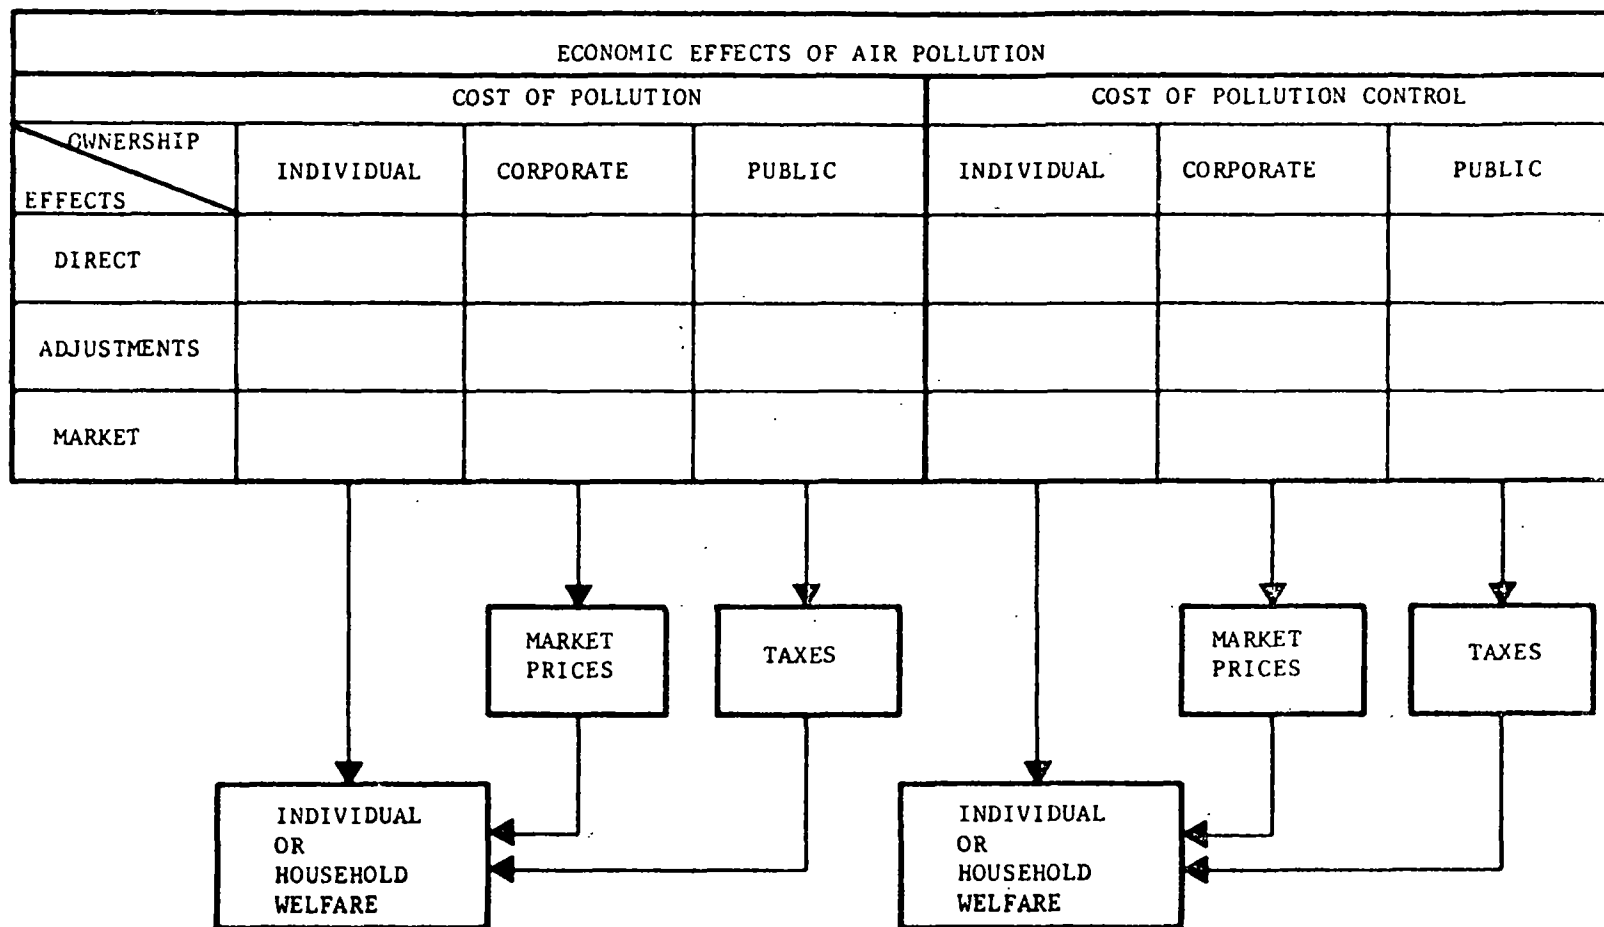 ECONOMIC EFFECTS OF AIR POLLUTION
COST OF POLLUTION
COST OF POLLUTION CONTROL
OWNERSHIP
EFFECTS
INDIVIDUAL
CORPORATE
PUBLIC
INDIVIDUAL
CORPORATE
PUBLIC
DIRECT
ADJUSTMENTS
MARKET
MARKET
PRICES
TAXES
MARKET
PRICES
TAXES
INDIVIDUAL
OR
HOUSEHOLD
WELFARE
INDIVIDUAL
OR
HOUSEHOLD
WELFARE